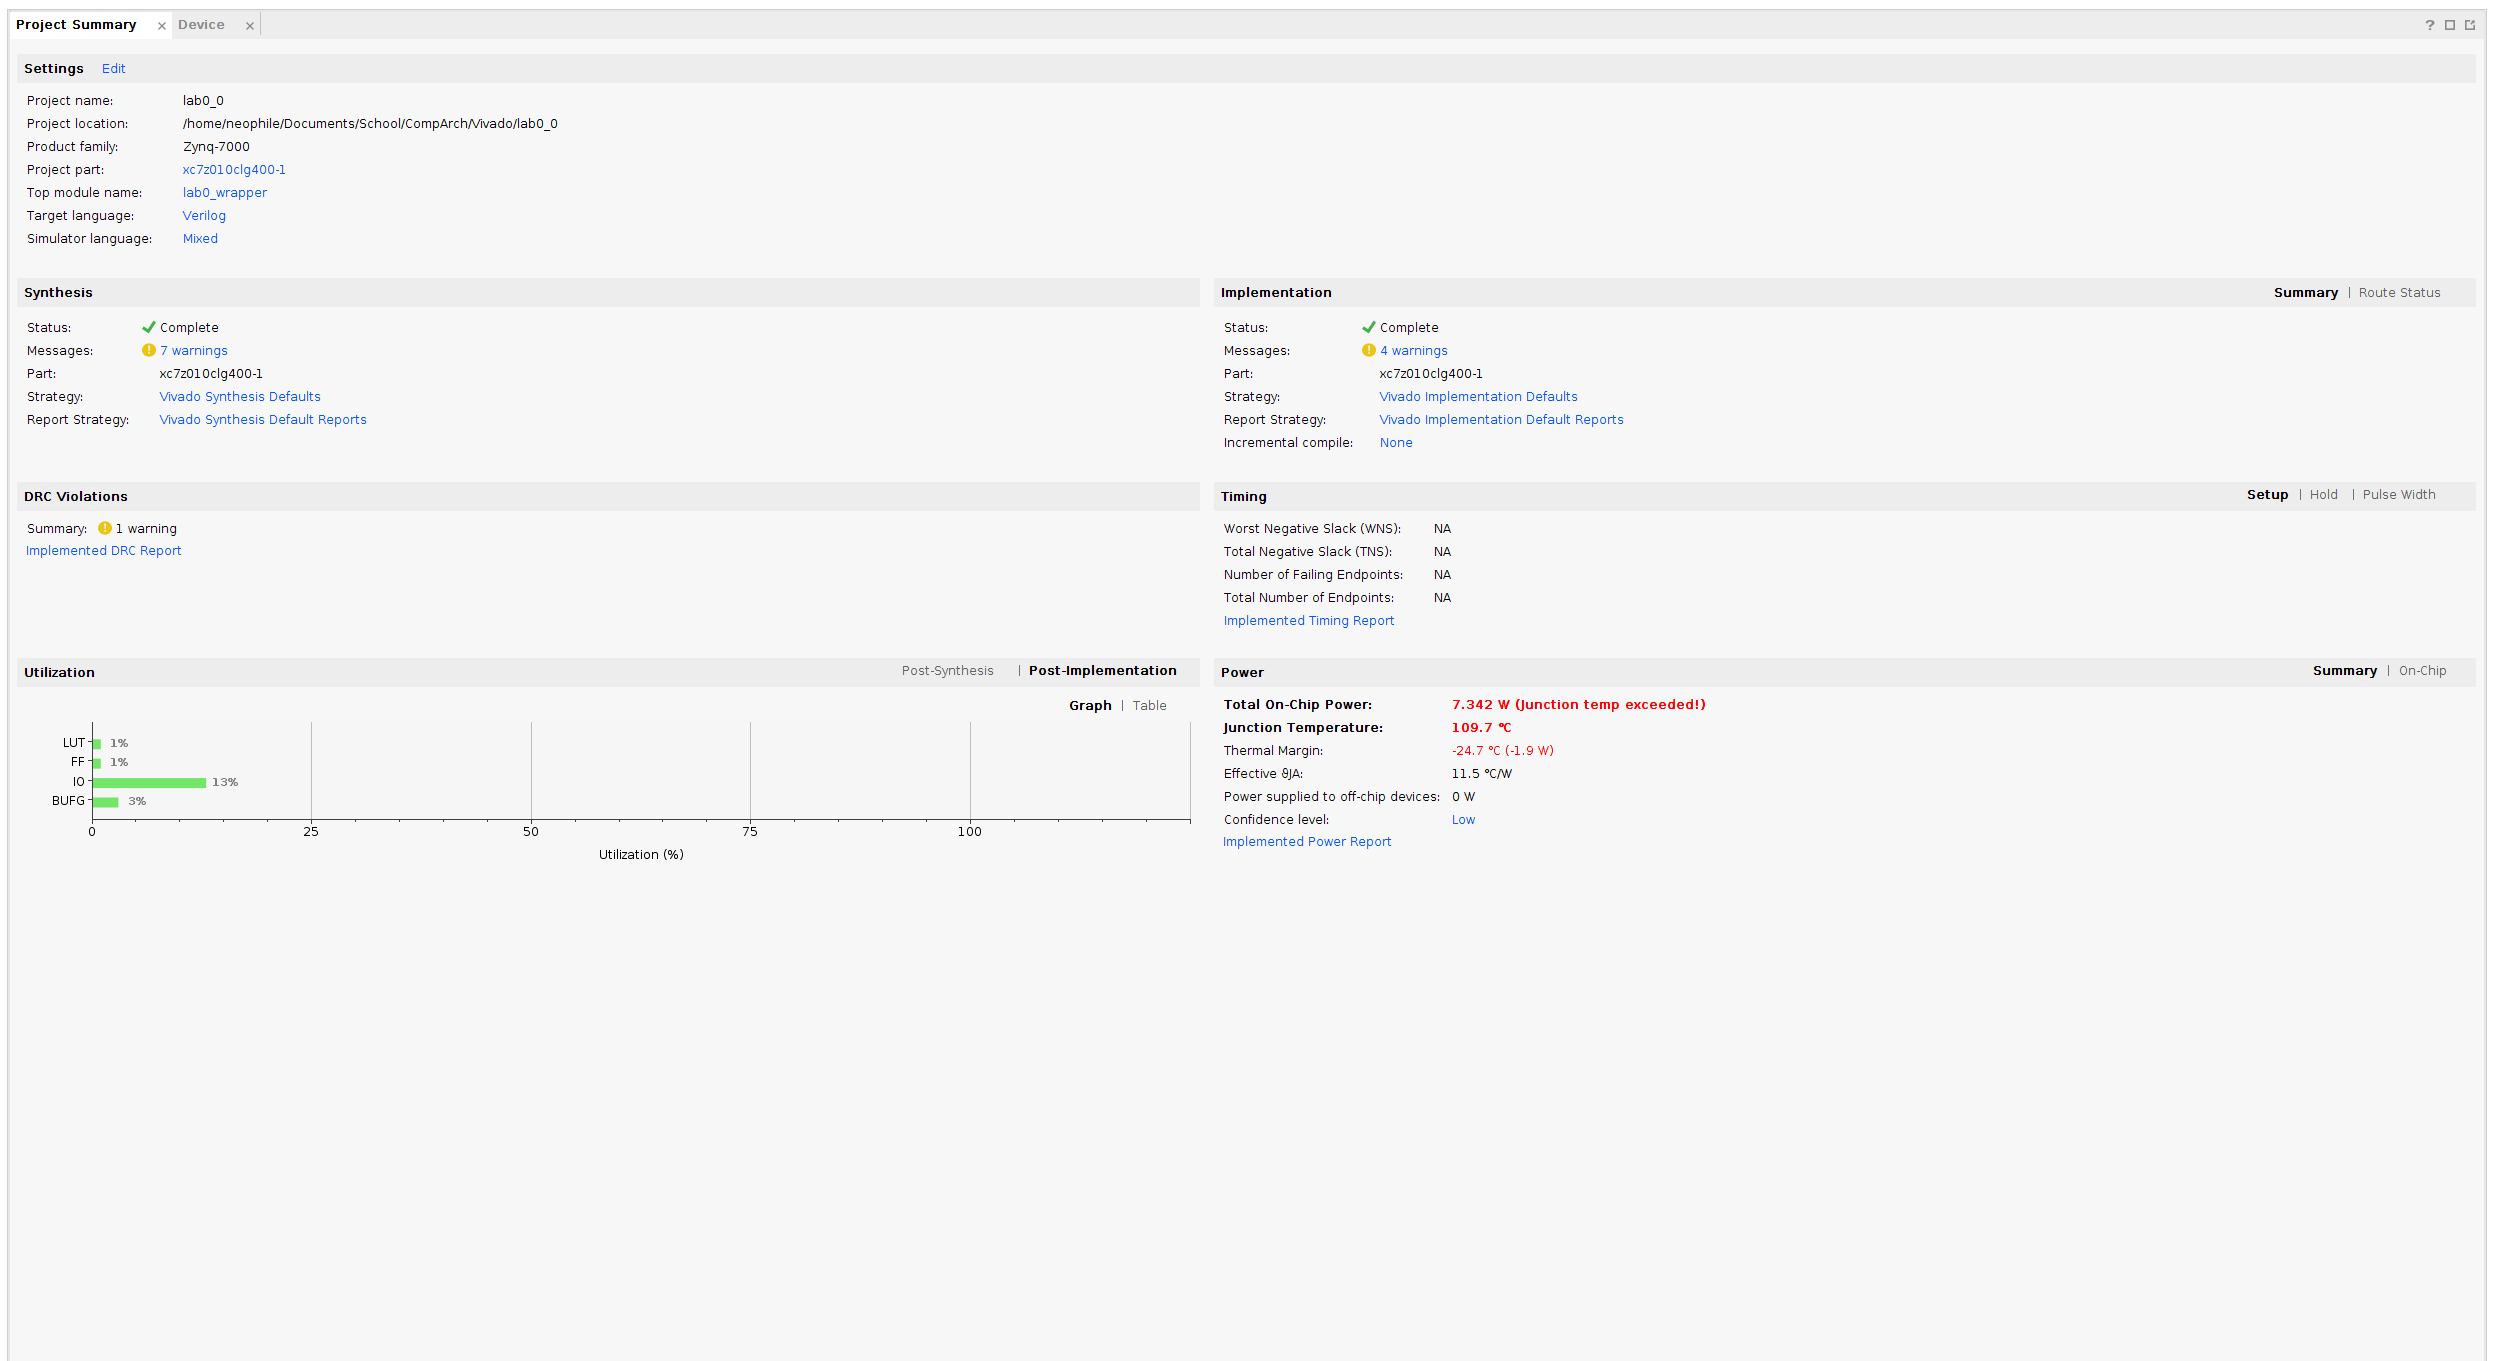 Project Summary × Device ×
?
Settings Edit
Project name: lab0_0
Project location: /home/neophile/Documents/School/CompArch/Vivado/lab0_0
Product family: Zynq-7000
Project part: xc7z010clg400-1
Top module name: lab0_wrapper
Target language: Verilog
Simulator language: Mixed
Synthesis
Status: Complete
Messages: ! 7 warnings
Part: xc7z010clg400-1
Strategy: Vivado Synthesis Defaults
Report Strategy: Vivado Synthesis Default Reports
Implementation Summary | Route Status
Status: Complete
Messages: ! 4 warnings
Part: xc7z010clg400-1
Strategy: Vivado Implementation Defaults
Report Strategy: Vivado Implementation Default Reports
Incremental compile: None
DRC Violations
Summary: ! 1 warning
Implemented DRC Report
Timing Setup | Hold | Pulse Width
Worst Negative Slack (WNS): NA
Total Negative Slack (TNS): NA
Number of Failing Endpoints: NA
Total Number of Endpoints: NA
Implemented Timing Report
Utilization Post-Synthesis | Post-Implementation
Graph | Table
LUT 1%
FF 1%
IO 13%
BUFG 3%
0 25 50 75 100
Utilization (%)
Power Summary | On-Chip
Total On-Chip Power: 7.342 W (Junction temp exceeded!)
Junction Temperature: 109.7 °C
Thermal Margin: -24.7 °C (-1.9 W)
Effective ϑJA: 11.5 °C/W
Power supplied to off-chip devices: 0 W
Confidence level: Low
Implemented Power Report